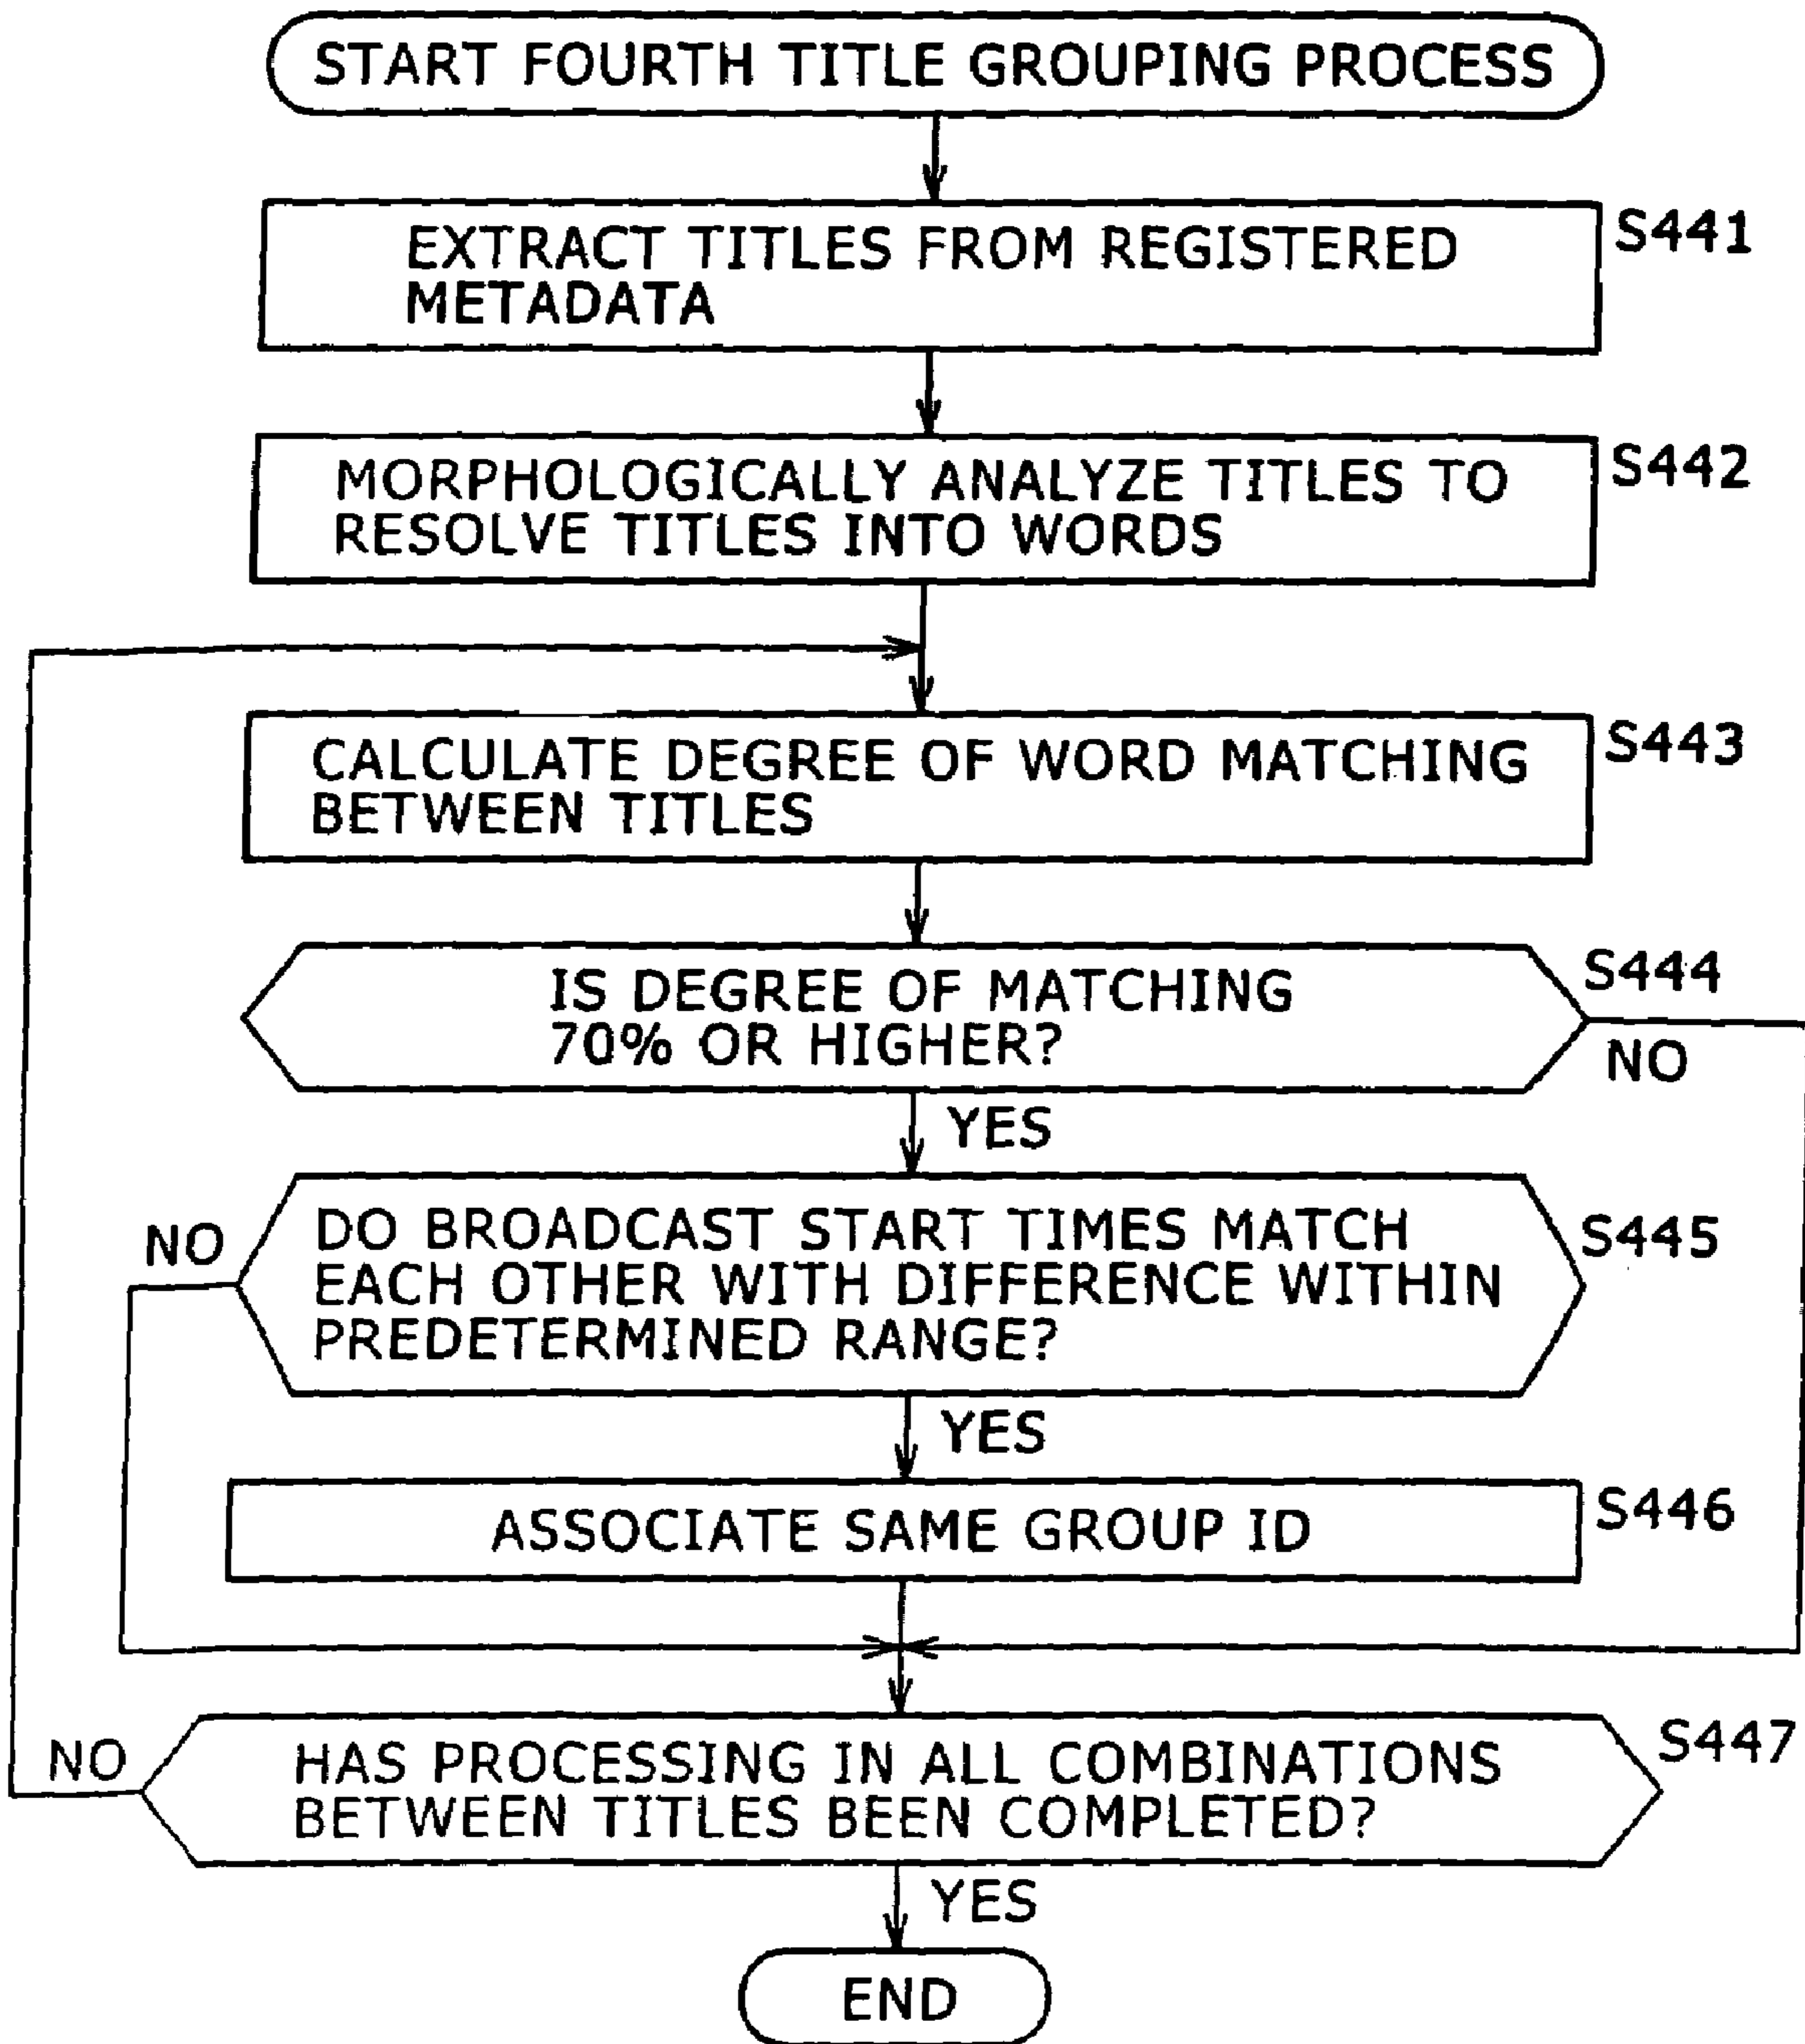 START FOURTH TITLE GROUPING PROCESS
S441
EXTRACT TITLES FROM REGISTERED
METADATA
S442
MORPHOLOGICALLY ANALYZE TITLES TO
RESOLVE TITLES INTO WORDS
S443
CALCULATE DEGREE OF WORD MATCHING
BETWEEN TITLES
S444
IS DEGREE OF MATCHING
70% OR HIGHER?
NO
YES
S445
NO
DO BROADCAST START TIMES MATCH
EACH OTHER WITH DIFFERENCE WITHIN
PREDETERMINED RANGE?
YES
S446
ASSOCIATE SAME GROUP ID
S447
NO
HAS PROCESSING IN ALL COMBINATIONS
BETWEEN TITLES BEEN COMPLETED?
YES
END